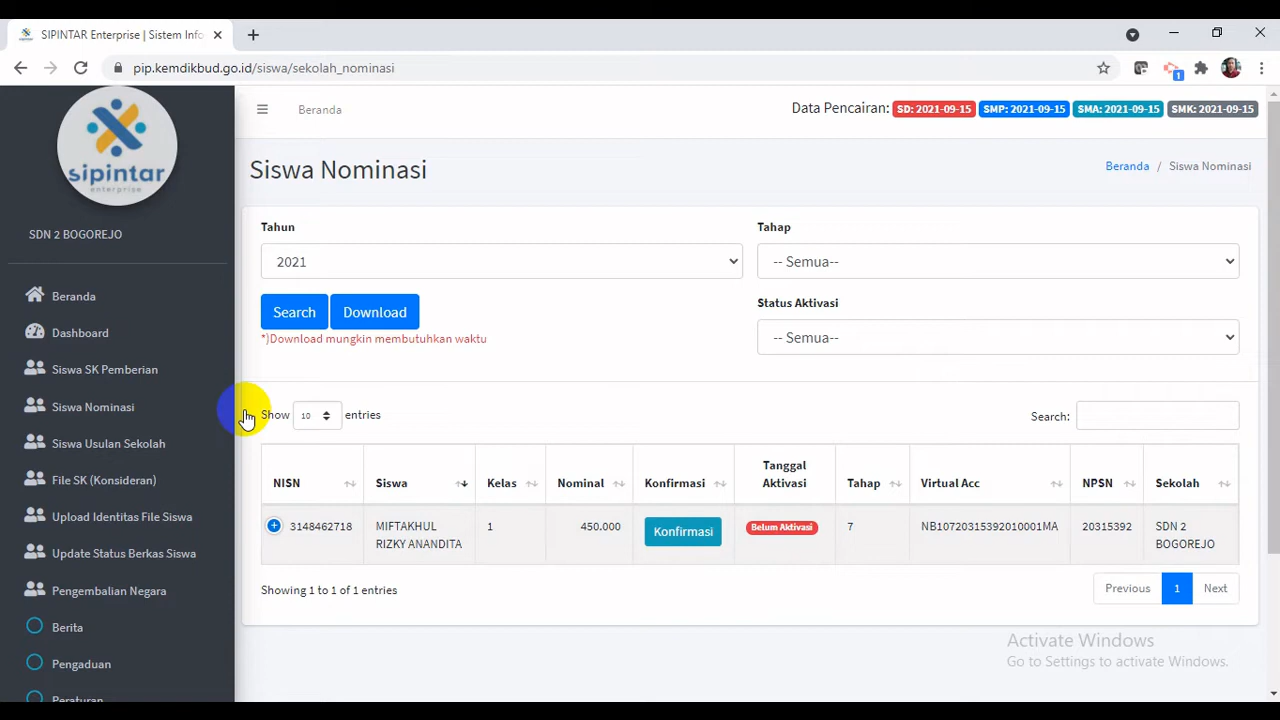 SIPINTAR Enterprise | Sistem Info
pip.kemdikbud.go.id/siswa/sekolah_nominasi
1
sipintar
enterprise
SDN 2 BOGOREJO
Beranda
Dashboard
Siswa SK Pemberian
Siswa Nominasi
Siswa Usulan Sekolah
File SK (Konsideran)
Upload Identitas File Siswa
Update Status Berkas Siswa
Pengembalian Negara
Berita
Pengaduan
Peraturan
Beranda
Data Pencairan: SD: 2021-09-15 SMP: 2021-09-15 SMA: 2021-09-15 SMK: 2021-09-15
Siswa Nominasi
Beranda / Siswa Nominasi
Tahun
2021
Tahap
-- Semua--
Search Download
*)Download mungkin membutuhkan waktu
Status Aktivasi
-- Semua--
Show 10 entries
Search:
NISN Siswa Kelas Nominal Konfirmasi Tanggal Aktivasi Tahap Virtual Acc NPSN Sekolah
3148462718 MIFTAKHUL RIZKY ANANDITA 1 450.000 Konfirmasi Belum Aktivasi 7 NB10720315392010001MA 20315392 SDN 2 BOGOREJO
Showing 1 to 1 of 1 entries
Previous 1 Next
Activate Windows
Go to Settings to activate Windows.